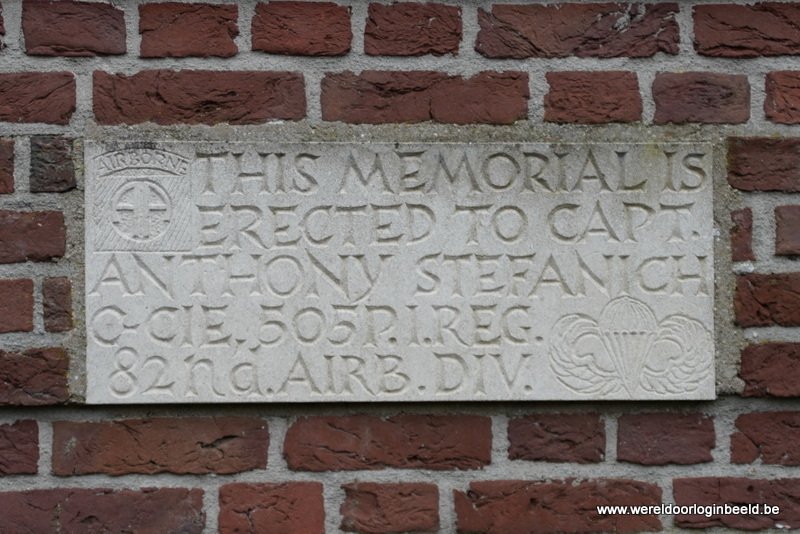 AIRBORNE
THIS MEMORIAL IS
ERECTED TO CAPT.
ANTHONY STEFANICH
C-CIE, 505P.I.REG.
82nd. AIRB. DIV.
www.wereldoorloginbeeld.be